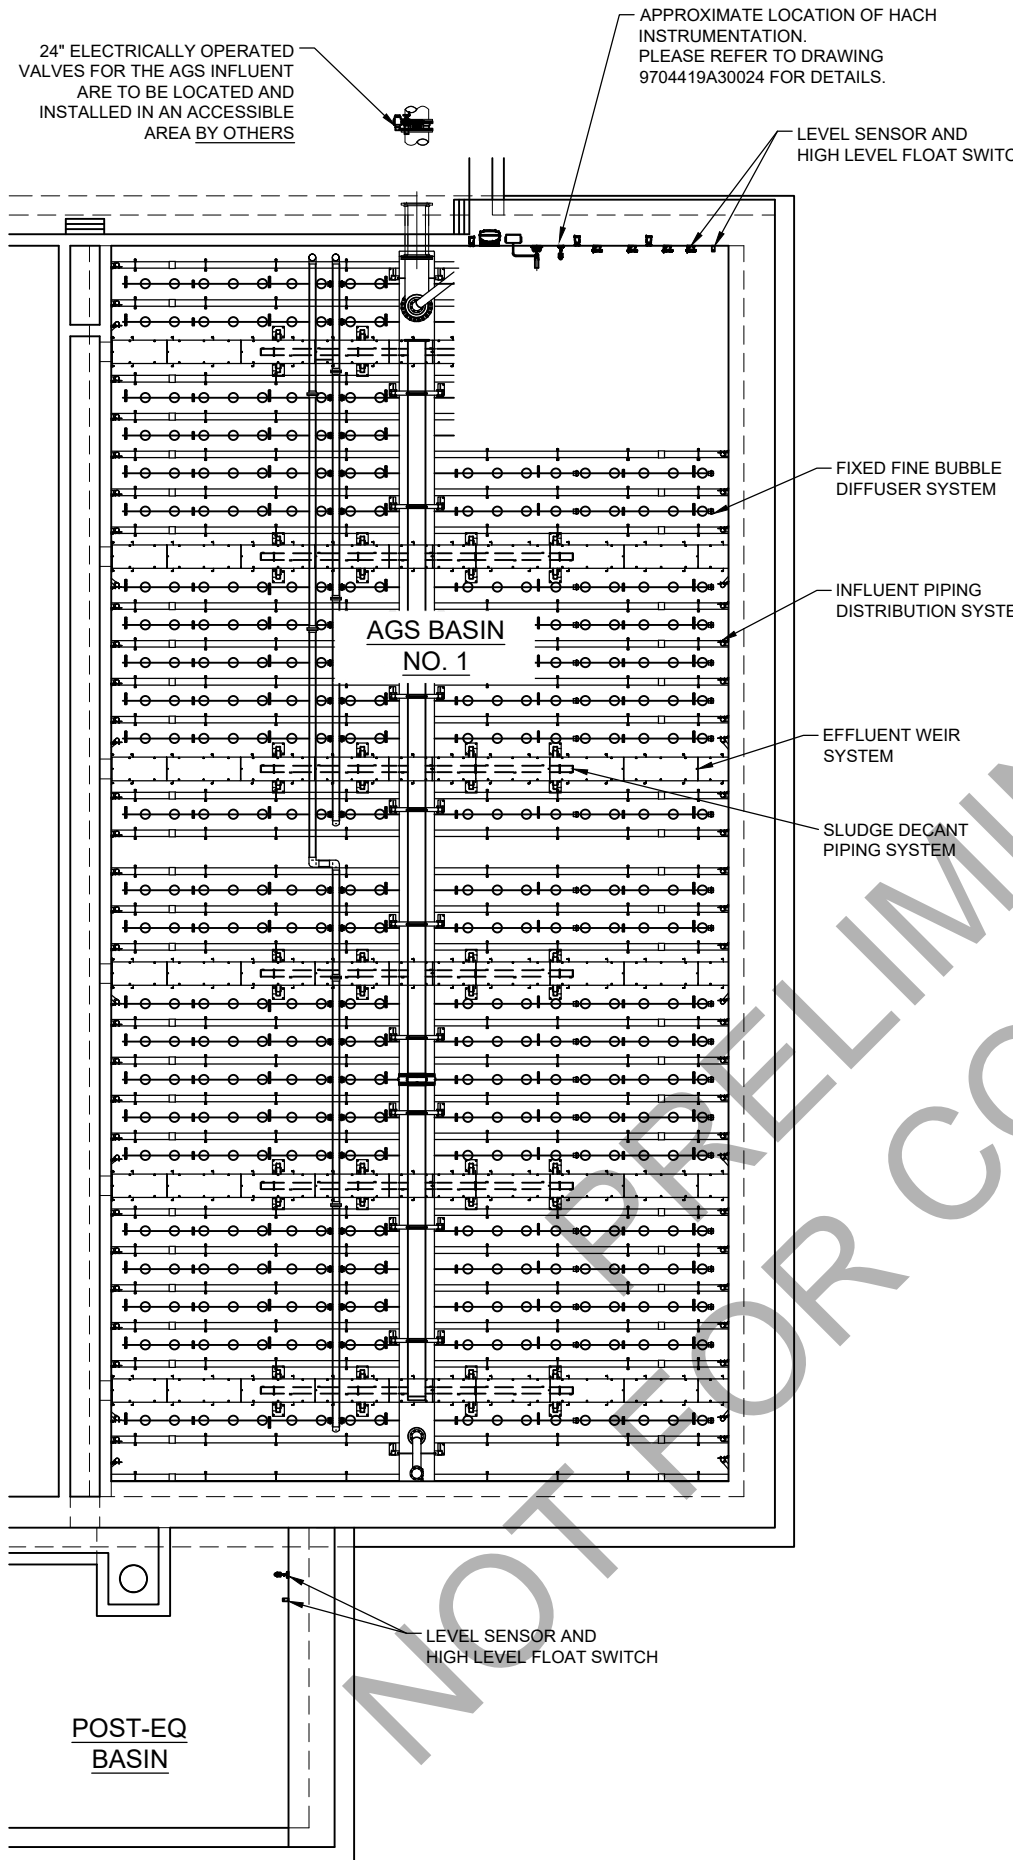 24" ELECTRICALLY OPERATED
VALVES FOR THE AGS INFLUENT
ARE TO BE LOCATED AND
INSTALLED IN AN ACCESSIBLE
AREA BY OTHERS
APPROXIMATE LOCATION OF HACH
INSTRUMENTATION.
PLEASE REFER TO DRAWING
9704419A30024 FOR DETAILS.
LEVEL SENSOR AND
HIGH LEVEL FLOAT SWITC
FIXED FINE BUBBLE
DIFFUSER SYSTEM
INFLUENT PIPING
DISTRIBUTION SYSTE
AGS BASIN
NO. 1
EFFLUENT WEIR
SYSTEM
SLUDGE DECANT
PIPING SYSTEM
PRELIMI
NOT FOR CO
LEVEL SENSOR AND
HIGH LEVEL FLOAT SWITCH
POST-EQ
BASIN